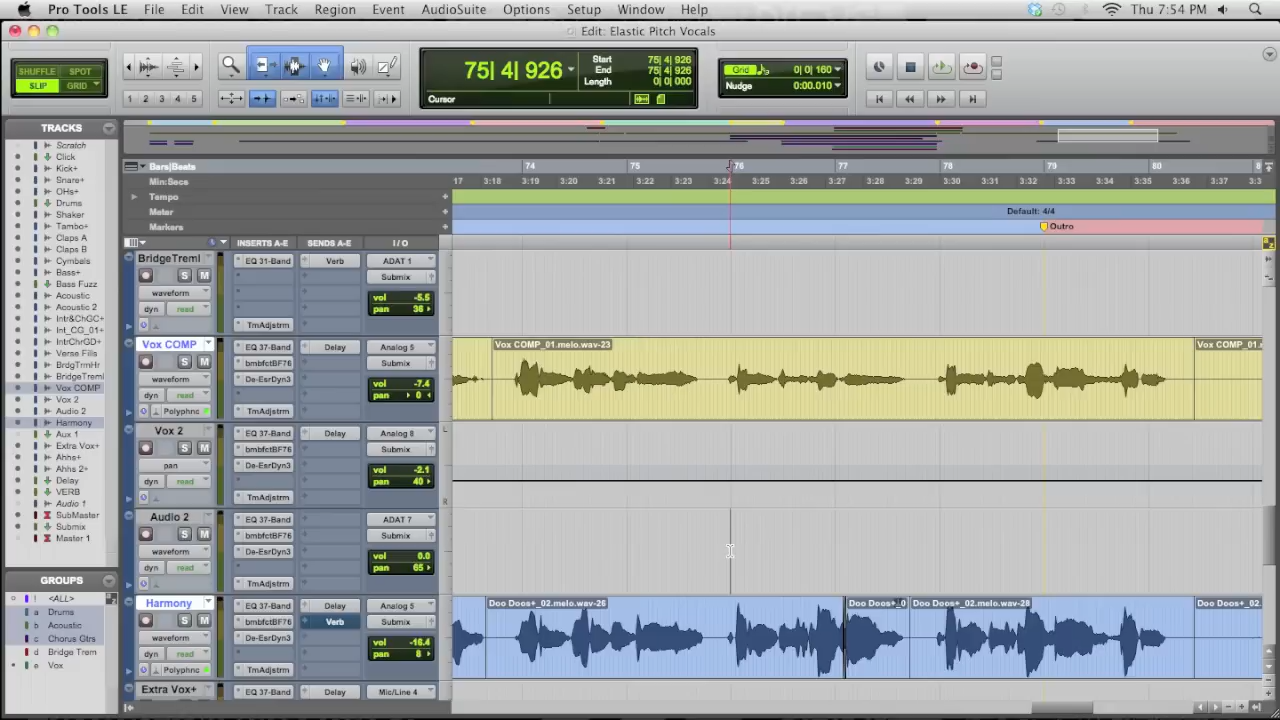 Pro Tools LE File Edit View Track Region Event AudioSuite Options Setup Window Help Thu 7:54 PM
Edit: Elastic Pitch Vocals
SHUFFLE SPOT
SLIP GRID
1 2 3 4 5
75| 4| 926
Start 75| 4| 926
End 75| 4| 926
Length 0| 0| 000
Cursor
Grid 0| 0| 160
Nudge 0:00.010
TRACKS
Scratch
Click
Kick+
Snare+
OHs+
Drums
Shaker
Tambo+
Claps A
Claps B
Cymbals
Bass+
Bass Fuzz
Acoustic
Acoustic 2
Intr&ChGC+
Int_CG_01+
IntrChrGD+
Verse Fills
BrdgTrmHr
BridgeTreml
Vox COMP
Vox 2
Audio 2
Harmony
Aux 1
Extra Vox+
Ahhs+
Ahhs 2+
Delay
VERB
Audio 1
SubMaster
Submix
Master 1
GROUPS
! <ALL>
a Drums
b Acoustic
c Chorus Gtrs
d Bridge Trem
e Vox
Bars|Beats 74 75 76 77 78 79 80 8
Min:Secs 17 3:18 3:19 3:20 3:21 3:22 3:23 3:24 3:25 3:26 3:27 3:28 3:29 3:30 3:31 3:32 3:33 3:34 3:35 3:36 3:37 3:3
Tempo
Meter Default: 4/4
Markers Outro
INSERTS A-E SENDS A-E I / O
BridgeTreml EQ 31-Band Verb ADAT 1
S M Submix
waveform vol -5.5
dyn read pan 36
TmAdjstrm
Vox COMP EQ 37-Band Delay Analog 5 Vox COMP_01.melo.wav-23 Vox COMP_01.r
S M bmbfctBF76 Submix
waveform De-EsrDyn3 vol -7.4
dyn read pan 0
Polyphnc TmAdjstrm
Vox 2 EQ 37-Band Delay Analog 8 L
S M bmbfctBF76 Submix
pan De-EsrDyn3 vol -2.1
dyn read pan 40
TmAdjstrm R
Audio 2 EQ 37-Band ADAT 7
S M bmbfctBF76 Submix
waveform De-EsrDyn3 vol 0.0
dyn read pan 65
TmAdjstrm
Harmony EQ 37-Band Delay Analog 5 Doo Doos+_02.melo.wav-26 Doo Doos+_0 Doo Doos+_02.melo.wav-28 Doo Doos+_02.
S M bmbfctBF76 Verb Submix
waveform De-EsrDyn3 vol -16.4
dyn read pan 8
Polyphnc TmAdjstrm
Extra Vox+ EQ 37-Band Delay Mic/Line 4